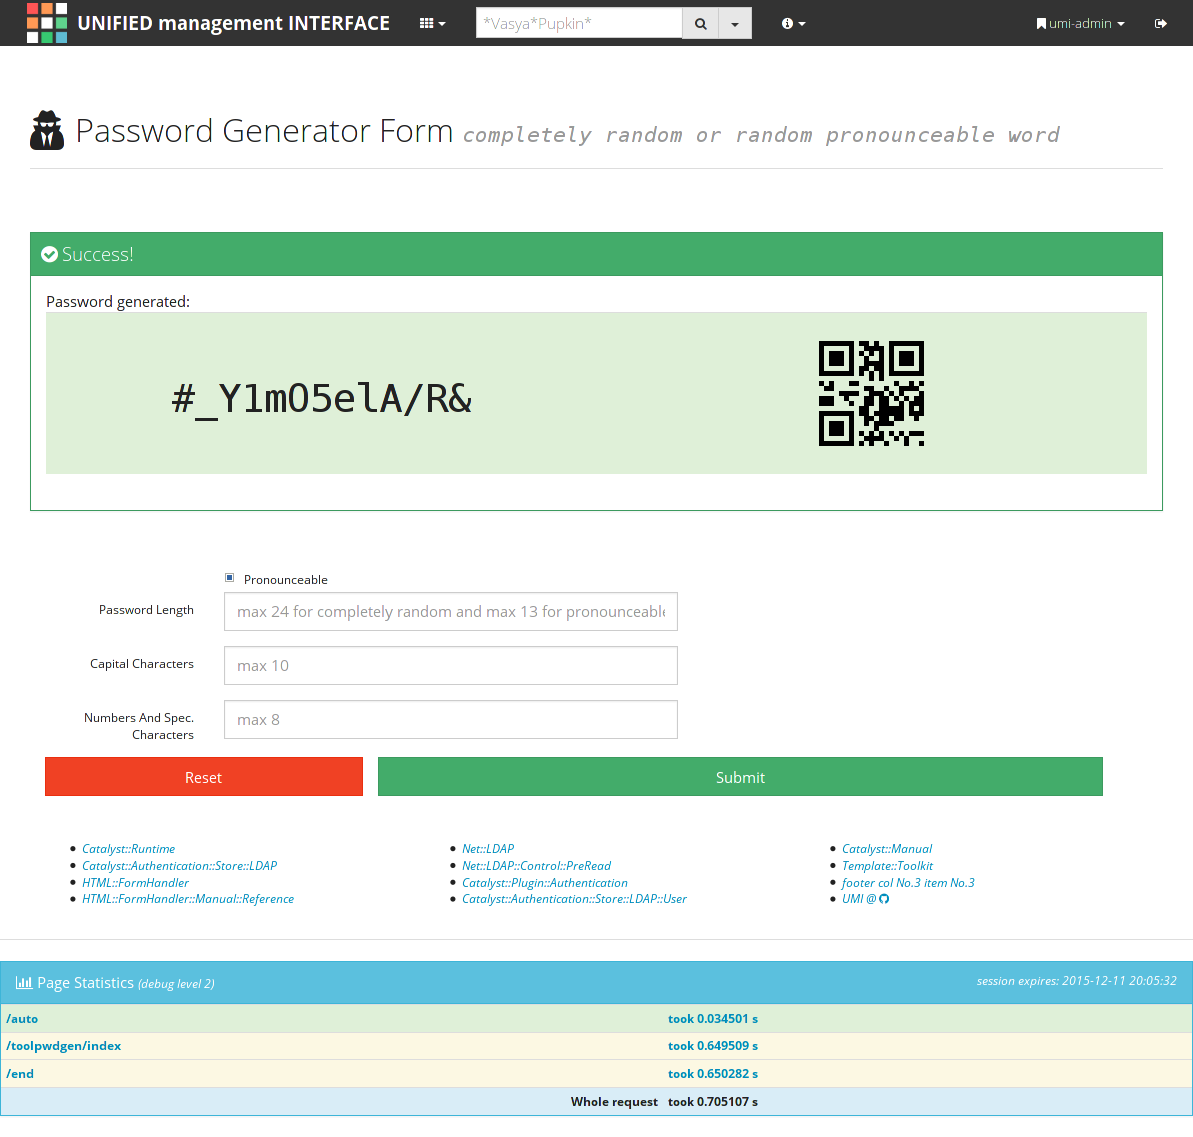 UNIFIED management INTERFACE
*Vasya*Pupkin*
umi-admin
Password Generator Form completely random or random pronounceable word
Success!
Password generated:
#_Y1mO5elA/R&
Pronounceable
Password Length
max 24 for completely random and max 13 for pronounceable
Capital Characters
max 10
Numbers And Spec.
Characters
max 8
Reset
Submit
Catalyst::Runtime
Catalyst::Authentication::Store::LDAP
HTML::FormHandler
HTML::FormHandler::Manual::Reference
Net::LDAP
Net::LDAP::Control::PreRead
Catalyst::Plugin::Authentication
Catalyst::Authentication::Store::LDAP::User
Catalyst::Manual
Template::Toolkit
footer col No.3 item No.3
UMI @
Page Statistics (debug level 2)
session expires: 2015-12-11 20:05:32
/auto took 0.034501 s
/toolpwdgen/index took 0.649509 s
/end took 0.650282 s
Whole request took 0.705107 s